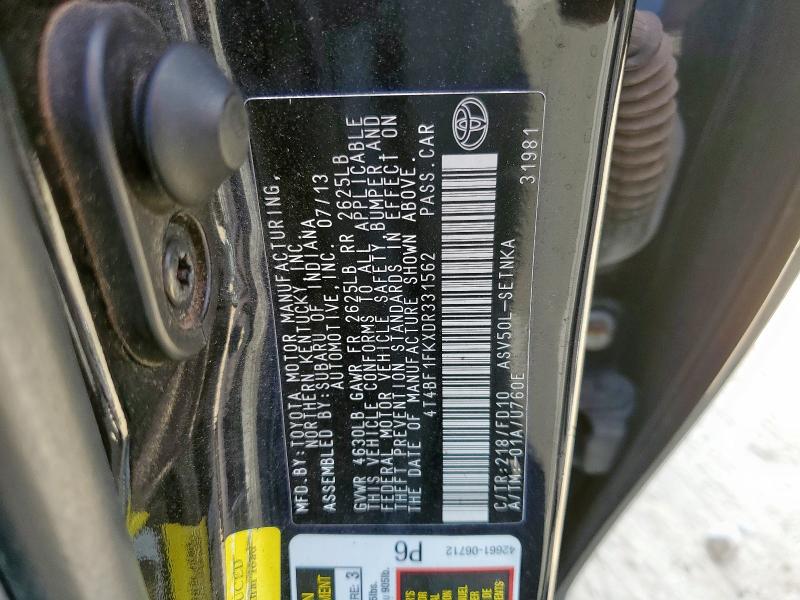 MFD.BY:TOYOTA MOTOR MANUFACTURING,
NORTHERN KENTUCKY, INC.
ASSEMBLED BY:SUBARU OF INDIANA
AUTOMOTIVE, INC. 07/13
GVWR 4630LB GAWR FR 2625LB RR 2625LB
THIS VEHICLE CONFORMS TO ALL APPLICABLE
FEDERAL MOTOR VEHICLE SAFETY, BUMPER AND
THEFT PREVENTION STANDARDS IN EFFECT ON
THE DATE OF MANUFACTURE SHOWN ABOVE.
4T4BF1FKXDR331562 PASS. CAR
C/TR:218/FD10 ASV50L-SETNKA
A/TM:-01A/U760E 31981
P6
42661-06712